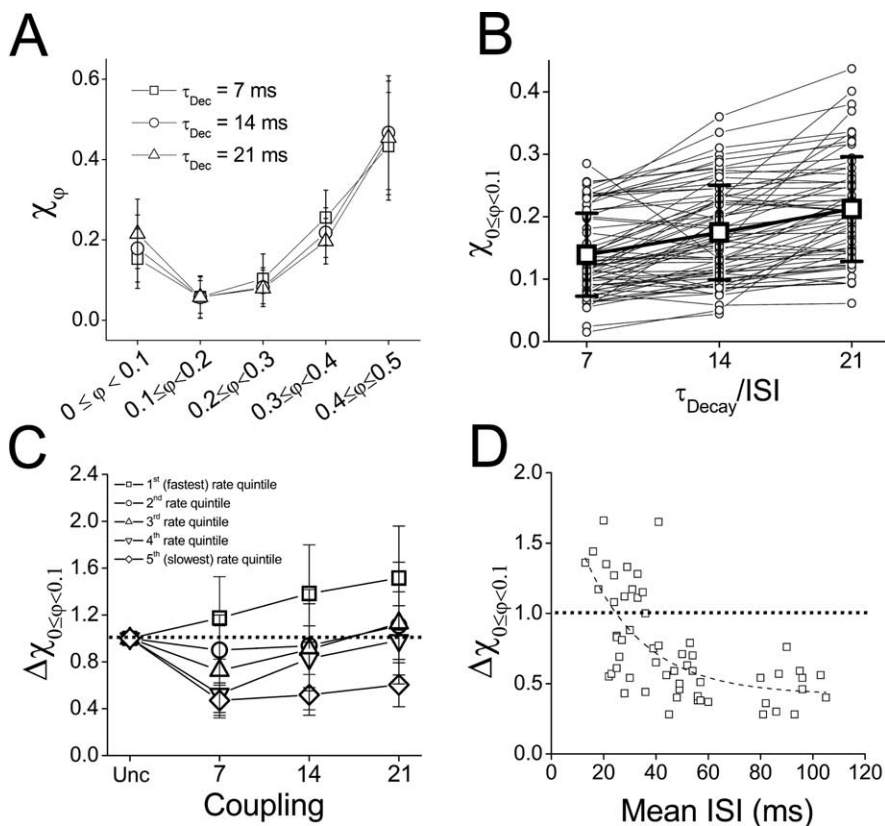 A
χφ
0.6
0.4
0.2
0.0
τDec = 7 ms
τDec = 14 ms
τDec = 21 ms
0 ≤ φ < 0.1
0.1≤φ<0.2
0.2≤φ<0.3
0.3≤φ<0.4
0.4≤φ≤0.5
B
χ0≤φ<0.1
0.4
0.3
0.2
0.1
0.0
7 14 21
τDecay/ISI
C
Δχ0≤φ<0.1
2.4
2.0
1.6
1.2
0.8
0.4
0.0
1st (fastest) rate quintile
2nd rate quintile
3rd rate quintile
4th rate quintile
5th (slowest) rate quintile
Unc 7 14 21
Coupling
D
Δχ0≤φ<0.1
2.0
1.5
1.0
0.5
0.0
0 20 40 60 80 100 120
Mean ISI (ms)